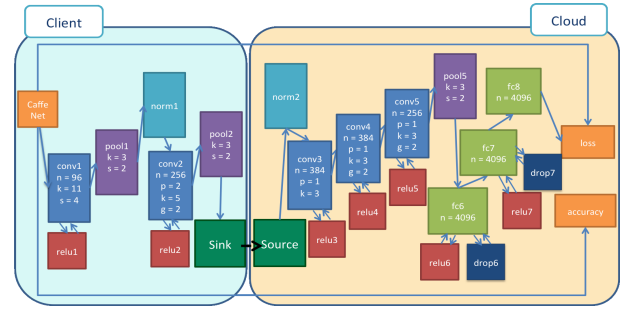 Client
Cloud
Caffe
Net
conv1
n = 96
k = 11
s = 4
relu1
pool1
k = 3
s = 2
norm1
conv2
n = 256
p = 2
k = 5
g = 2
relu2
pool2
k = 3
s = 2
Sink
Source
norm2
conv3
n = 384
p = 1
k = 3
relu3
conv4
n = 384
p = 1
k = 3
g = 2
relu4
conv5
n = 256
p = 1
k = 3
g = 2
relu5
pool5
k = 3
s = 2
fc6
n = 4096
relu6
drop6
fc7
n = 4096
relu7
drop7
fc8
n = 4096
loss
accuracy